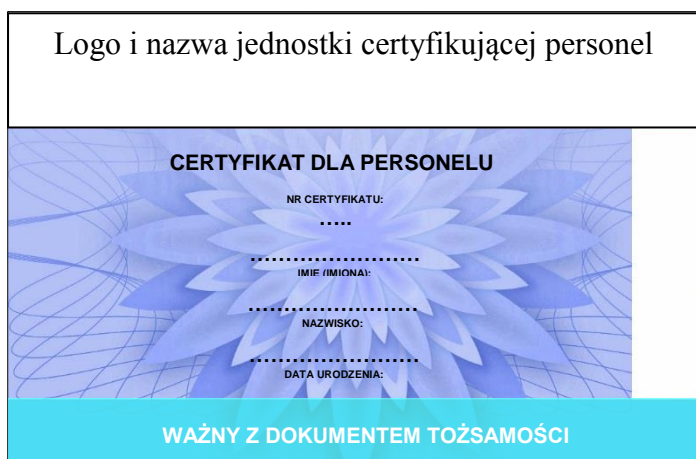 Logo i nazwa jednostki certyfikującej personel
CERTYFIKAT DLA PERSONELU
NR CERTYFIKATU:
.....
........................
IMIĘ (IMIONA):
........................
NAZWISKO:
........................
DATA URODZENIA:
WAŻNY Z DOKUMENTEM TOŻSAMOŚCI